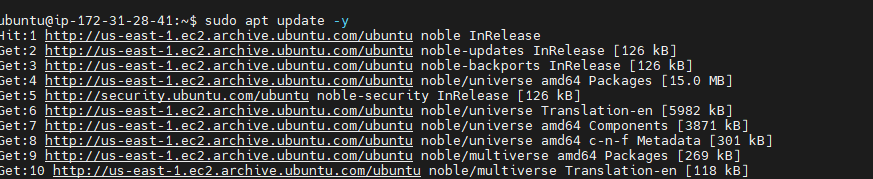 ubuntu@ip-172-31-28-41:~$ sudo apt update -y
Hit:1 http://us-east-1.ec2.archive.ubuntu.com/ubuntu noble InRelease
Get:2 http://us-east-1.ec2.archive.ubuntu.com/ubuntu noble-updates InRelease [126 kB]
Get:3 http://us-east-1.ec2.archive.ubuntu.com/ubuntu noble-backports InRelease [126 kB]
Get:4 http://us-east-1.ec2.archive.ubuntu.com/ubuntu noble/universe amd64 Packages [15.0 MB]
Get:5 http://security.ubuntu.com/ubuntu noble-security InRelease [126 kB]
Get:6 http://us-east-1.ec2.archive.ubuntu.com/ubuntu noble/universe Translation-en [5982 kB]
Get:7 http://us-east-1.ec2.archive.ubuntu.com/ubuntu noble/universe amd64 Components [3871 kB]
Get:8 http://us-east-1.ec2.archive.ubuntu.com/ubuntu noble/universe amd64 c-n-f Metadata [301 kB]
Get:9 http://us-east-1.ec2.archive.ubuntu.com/ubuntu noble/multiverse amd64 Packages [269 kB]
Get:10 http://us-east-1.ec2.archive.ubuntu.com/ubuntu noble/multiverse Translation-en [118 kB]